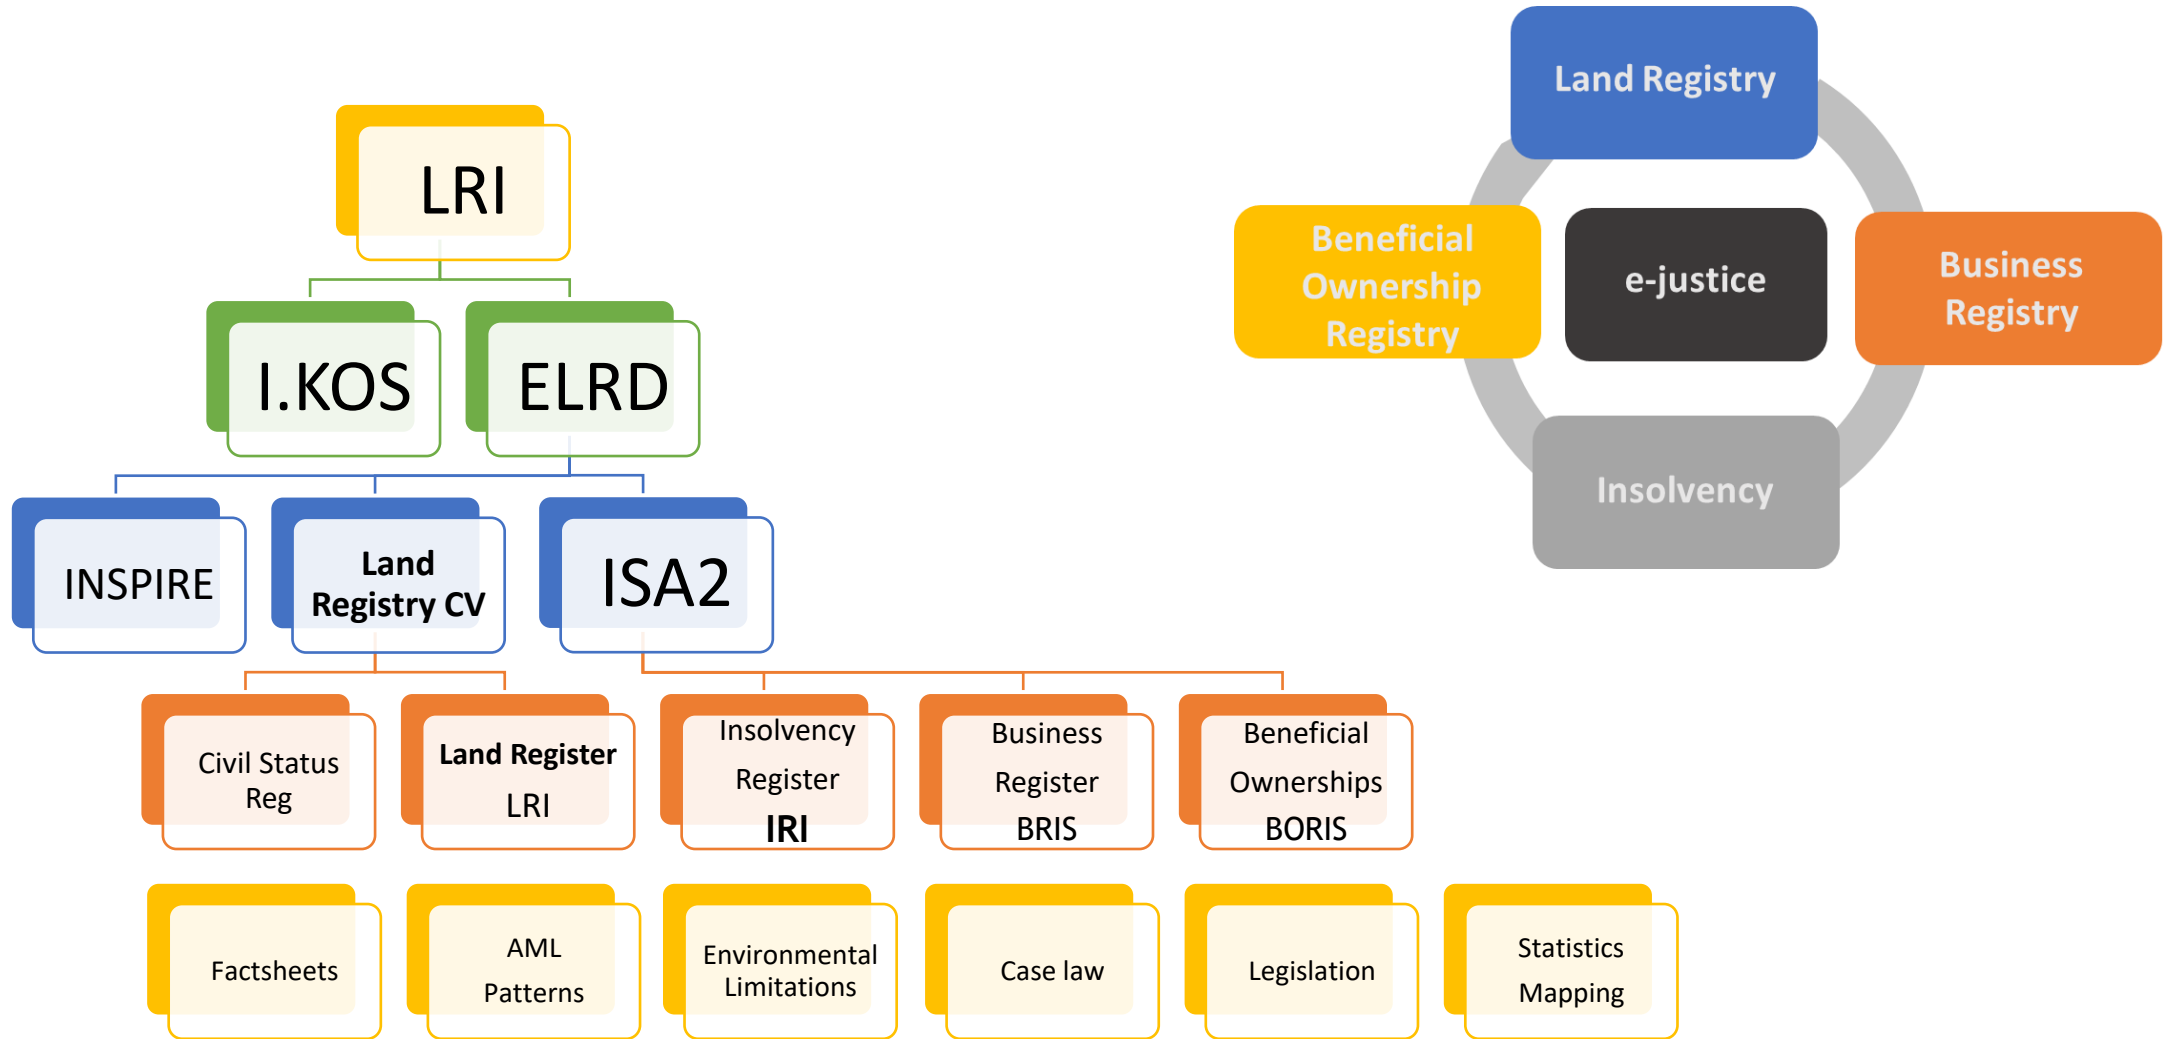 LRI
I.KOS
ELRD
INSPIRE
Land
Registry CV
ISA2
Civil Status
Reg
Land Register
LRI
Insolvency
Register
IRI
Business
Register
BRIS
Beneficial
Ownerships
BORIS
Factsheets
AML
Patterns
Environmental
Limitations
Case law
Legislation
Statistics
Mapping
Land Registry
Beneficial
Ownership
Registry
e-justice
Business
Registry
Insolvency